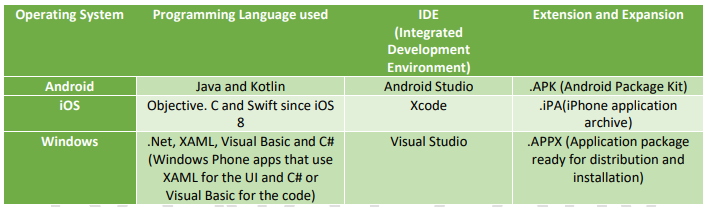 Operating System
Programming Language used
IDE
(Integrated
Development
Environment)
Extension and Expansion
Android
Java and Kotlin
Android Studio
.APK (Android Package Kit)
iOS
Objective. C and Swift since iOS
8
Xcode
.iPA(iPhone application
archive)
Windows
.Net, XAML, Visual Basic and C#
(Windows Phone apps that use
XAML for the UI and C# or
Visual Basic for the code)
Visual Studio
.APPX (Application package
ready for distribution and
installation)